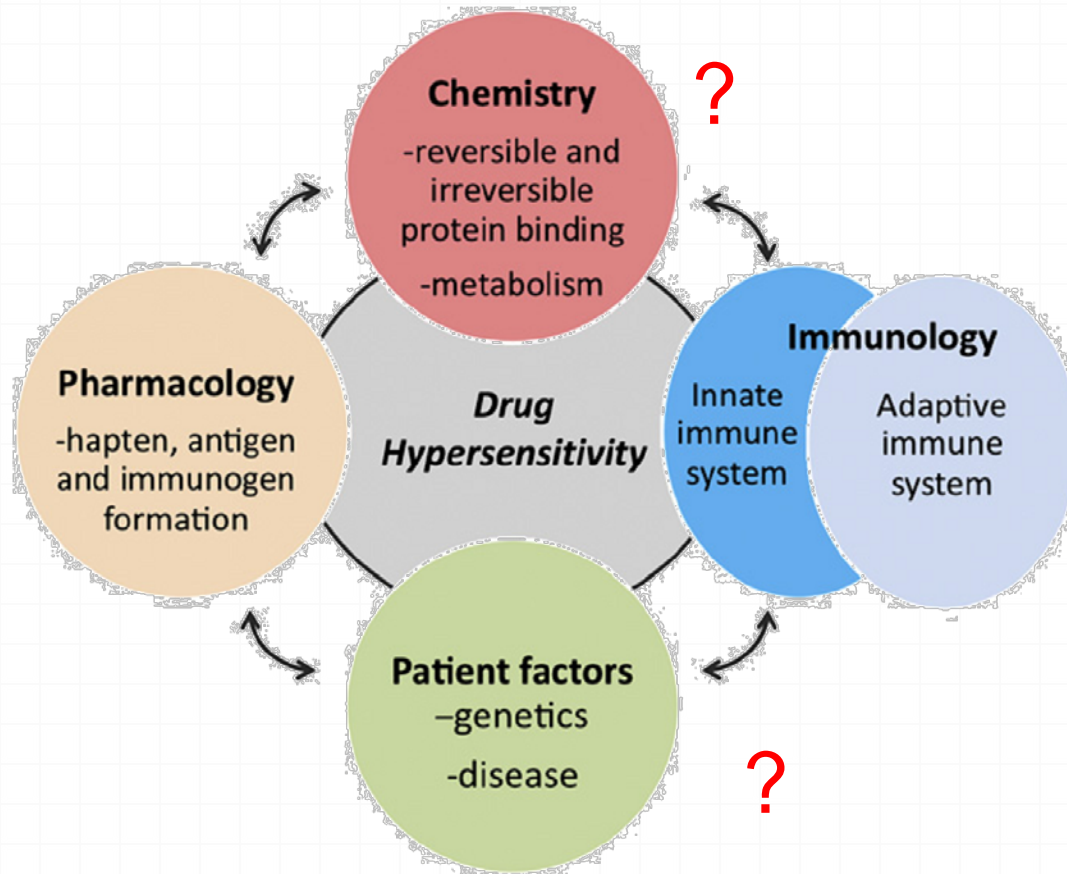 Chemistry
-reversible and
irreversible
protein binding
-metabolism
?
Pharmacology
-hapten, antigen
and immunogen
formation
Drug
Hypersensitivity
Immunology
Innate
immune
system
Adaptive
immune
system
Patient factors
–genetics
-disease
?